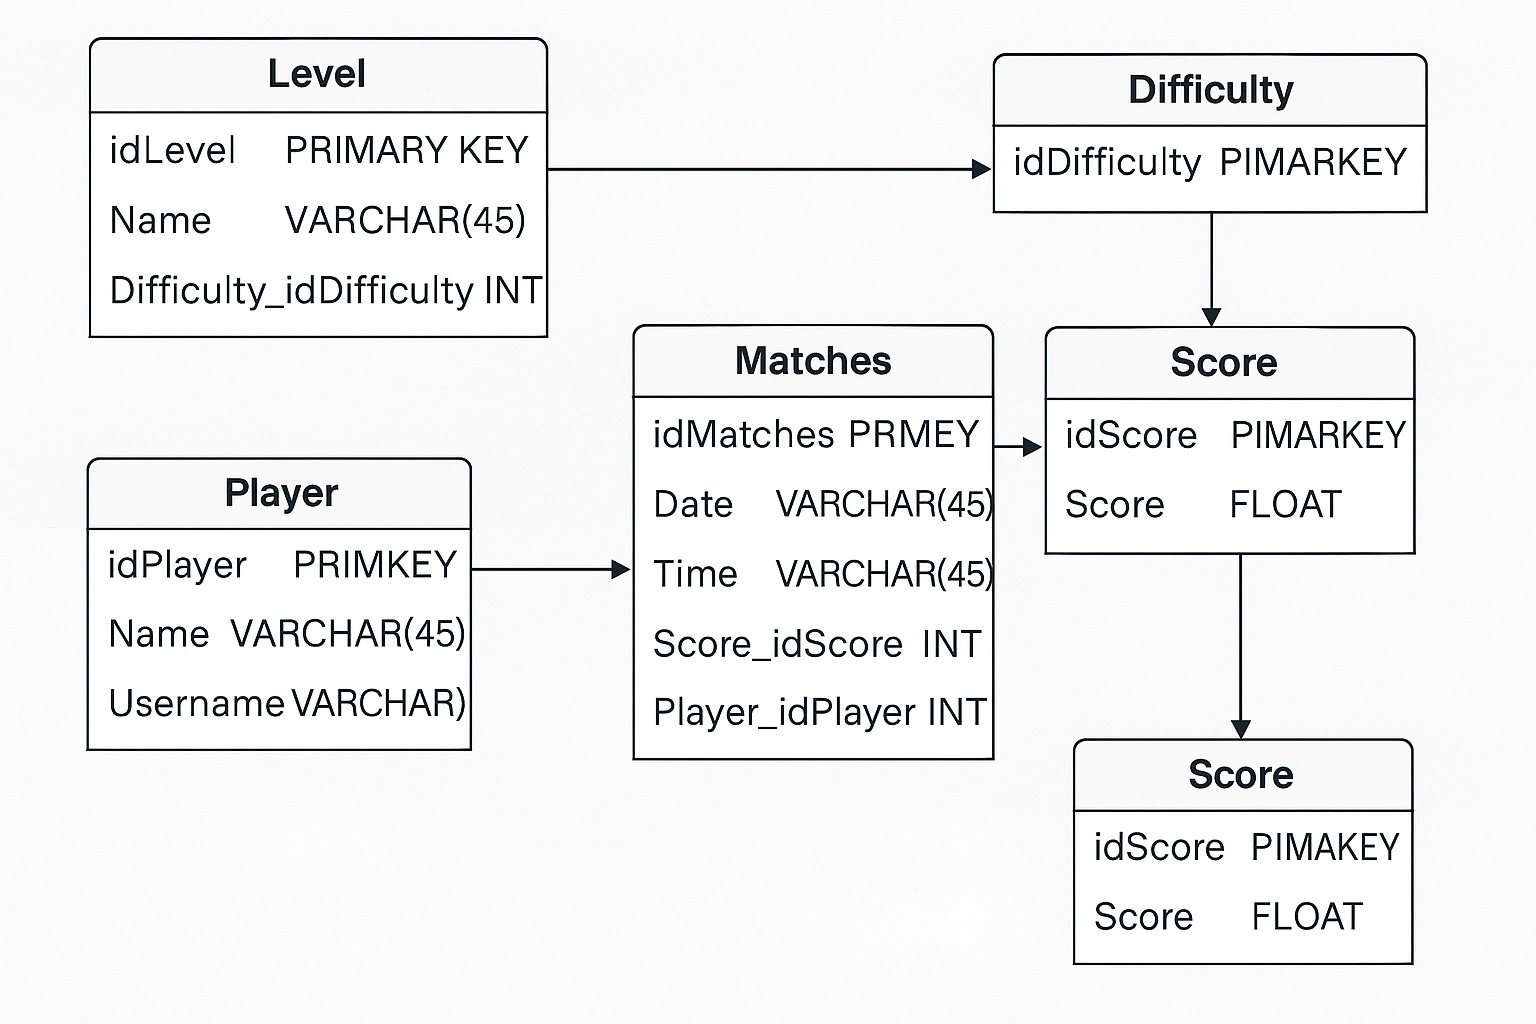 Level
idLevel PRIMARY KEY
Name VARCHAR(45)
Difficulty_idDifficulty INT
Difficulty
idDifficulty PIMARKEY
Matches
idMatches PRMEY
Date VARCHAR(45)
Time VARCHAR(45)
Score_idScore INT
Player_idPlayer INT
Score
idScore PIMARKEY
Score FLOAT
Player
idPlayer PRIMKEY
Name VARCHAR(45)
Username VARCHAR)
Score
idScore PIMAKEY
Score FLOAT